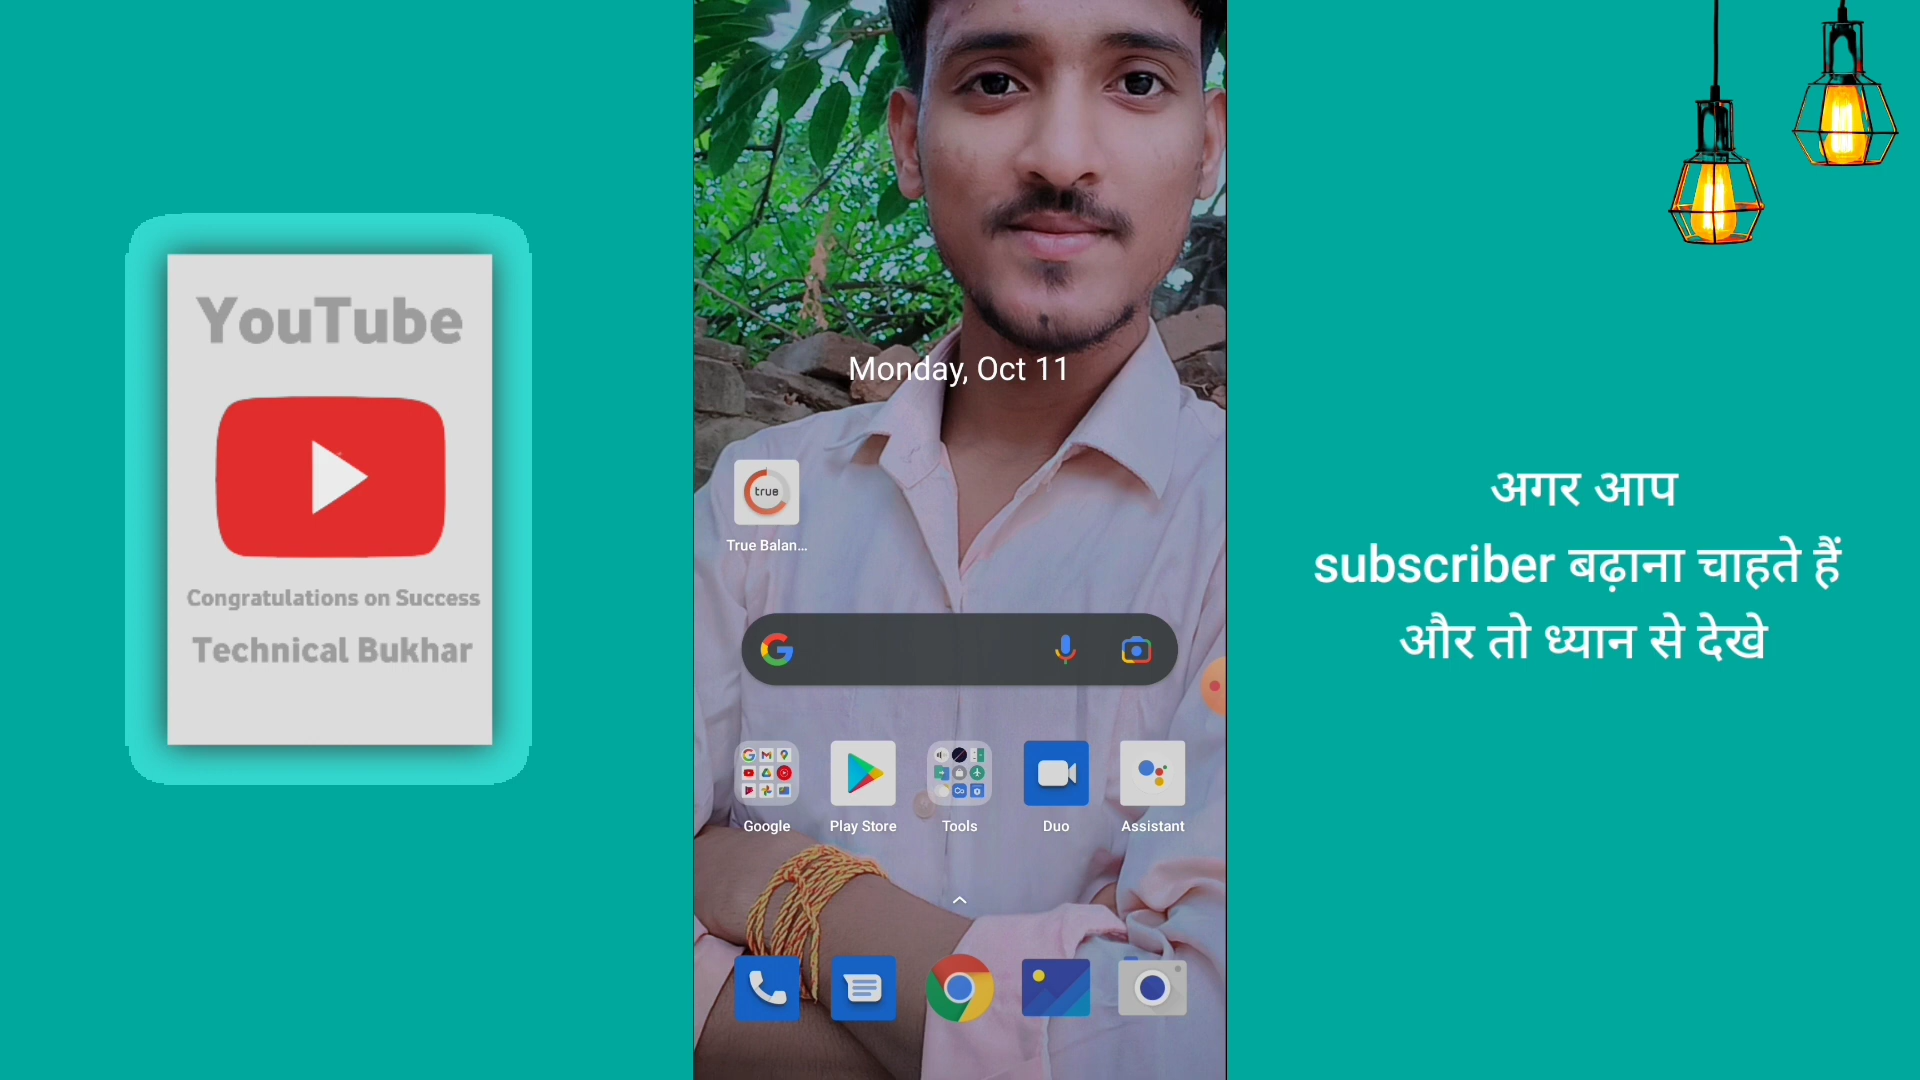 YouTube
Congratulations on Success
Technical Bukhar
Monday, Oct 11
true
True Balan...
Google
Play Store
Tools
Duo
Assistant
अगर आप
subscriber बढ़ाना चाहते हैं
और तो ध्यान से देखे